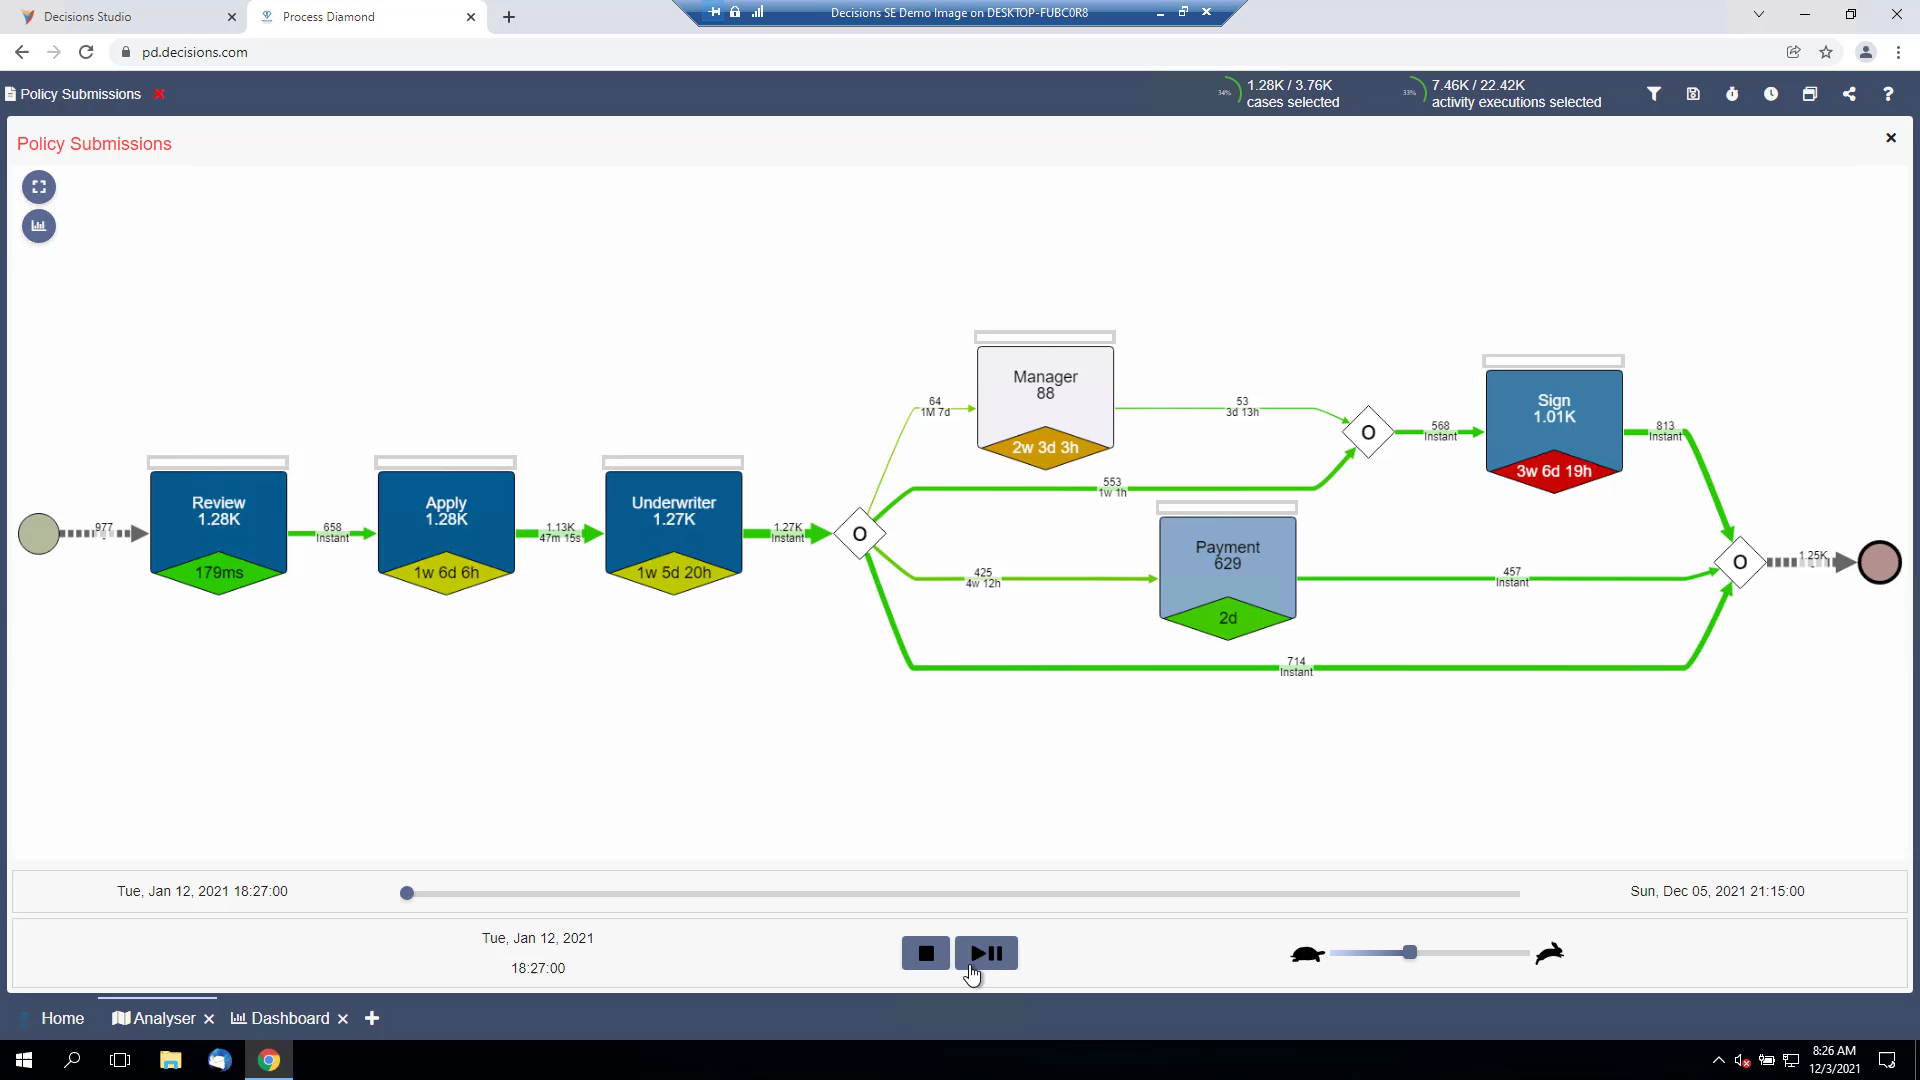 Decisions Studio
Process Diamond
Decisions SE Demo Image on DESKTOP-FUBC0R8
pd.decisions.com
Policy Submissions
34%
1.28K / 3.76K
cases selected
33%
7.46K / 22.42K
activity executions selected
Policy Submissions
977
Review
1.28K
179ms
658
Instant
Apply
1.28K
1w 6d 6h
1.13K
47m 15s
Underwriter
1.27K
1w 5d 20h
1.27K
Instant
O
64
1M 7d
Manager
88
2w 3d 3h
53
3d 13h
553
1w 1h
O
568
Instant
Sign
1.01K
3w 6d 19h
813
Instant
425
4w 12h
Payment
629
2d
457
Instant
714
Instant
O
1.25K
Tue, Jan 12, 2021 18:27:00
Sun, Dec 05, 2021 21:15:00
Tue, Jan 12, 2021
18:27:00
Home
Analyser
Dashboard
8:26 AM
12/3/2021